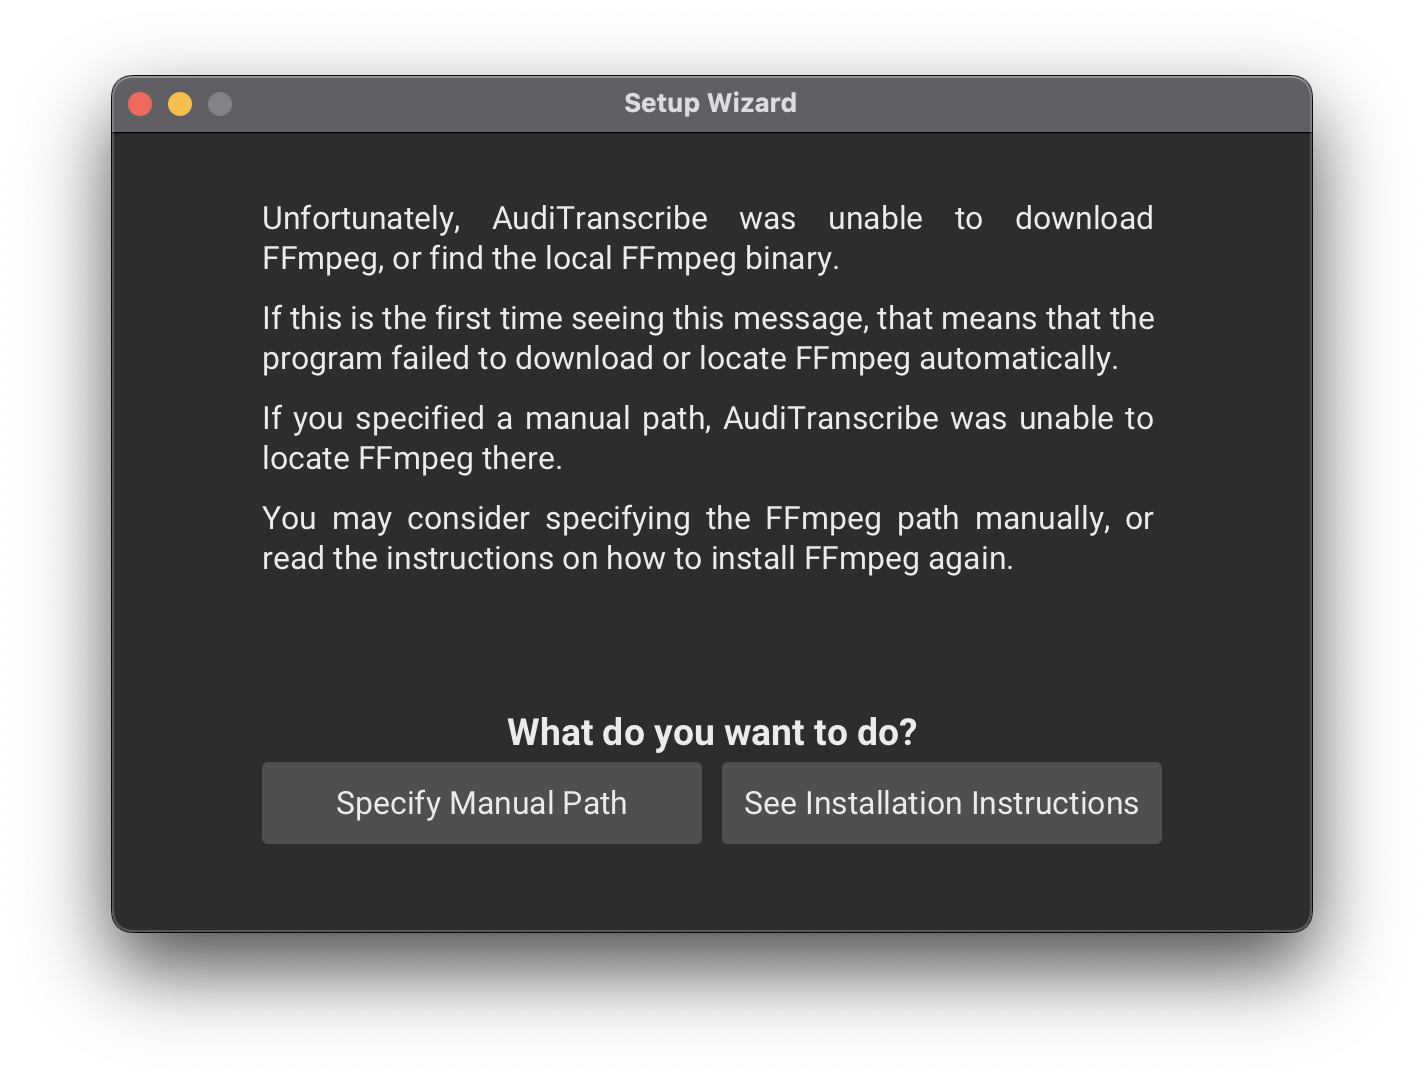 Setup Wizard
Unfortunately, AudiTranscribe was unable to download
FFmpeg, or find the local FFmpeg binary.
If this is the first time seeing this message, that means that the
program failed to download or locate FFmpeg automatically.
If you specified a manual path, AudiTranscribe was unable to
locate FFmpeg there.
You may consider specifying the FFmpeg path manually, or
read the instructions on how to install FFmpeg again.
What do you want to do?
Specify Manual Path
See Installation Instructions